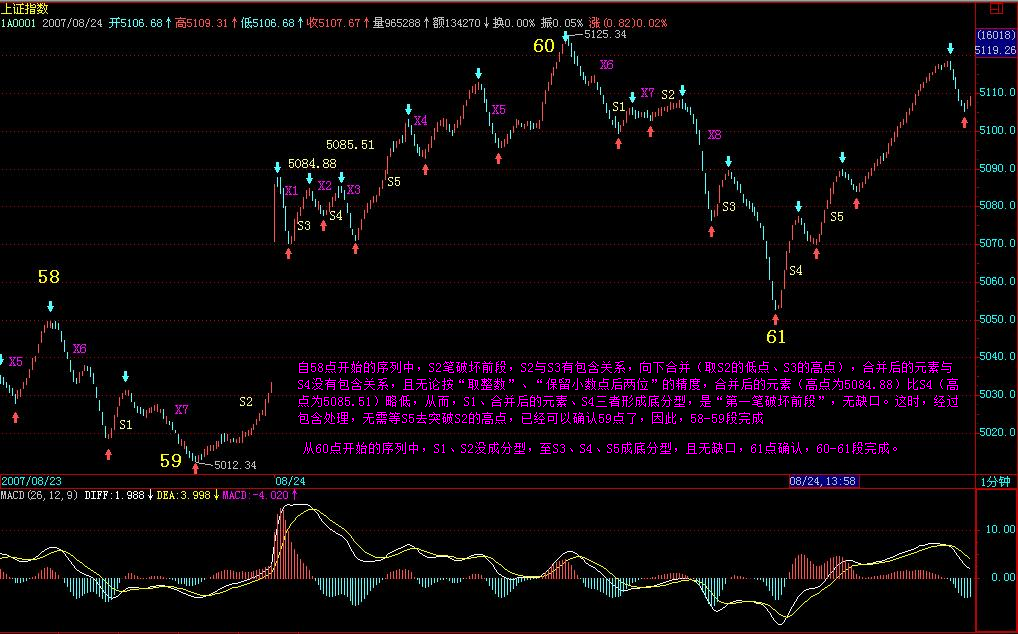 上证指数
1A0001 2007/08/24 开5106.68↑高5109.31↑低5106.68↑收5107.67↑量965288↑额134270↓换0.00% 振0.05% 涨(0.82)0.02%
(16018)
5119.26
5125.34
60
X6
S1
X7
S2
5110.0
5100.0
X4
X5
X8
5085.51
5084.88
5090.0
X1
X2
X3
S5
S3
S4
S3
S5
5080.0
5070.0
S4
58
5060.0
5050.0
61
X5
X6
5040.0
自58点开始的序列中，S2笔破坏前段，S2与S3有包含关系，向下合并（取S2的低点、S3的高点），合并后的元素与
S4没有包含关系，且无论按“取整数”、“保留小数点后两位”的精度，合并后的元素（高点为5084.88）比S4（高
点为5085.51）略低，从而，S1、合并后的元素、S4三者形成底分型，是“第一笔破坏前段”，无缺口。这时，经过
包含处理，无需等S5去突破S2的高点，已经可以确认59点了，因此，58-59段完成
从60点开始的序列中，S1、S2没成分型，至S3、S4、S5成底分型，且无缺口，61点确认，60-61段完成。
X7
S2
S1
5030.0
5020.0
59
5012.34
2007/08/23
08/24
08/24,13:58
1分钟
MACD(26,12,9) DIFF:1.988↓DEA:3.998↓MACD:-4.020↑
10.00
0.00